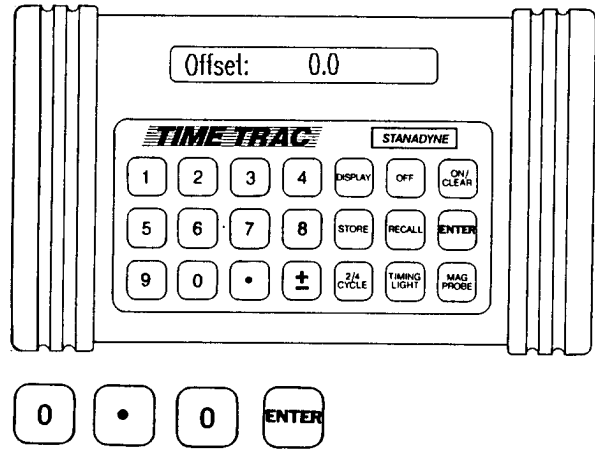 Offset: 0.0
TIME TRAC STANADYNE
1 2 3 4 DISPLAY OFF ON/CLEAR
5 6 7 8 STORE RECALL ENTER
9 0 • ± 2/4 CYCLE TIMING LIGHT MAG PROBE
0 • 0 ENTER